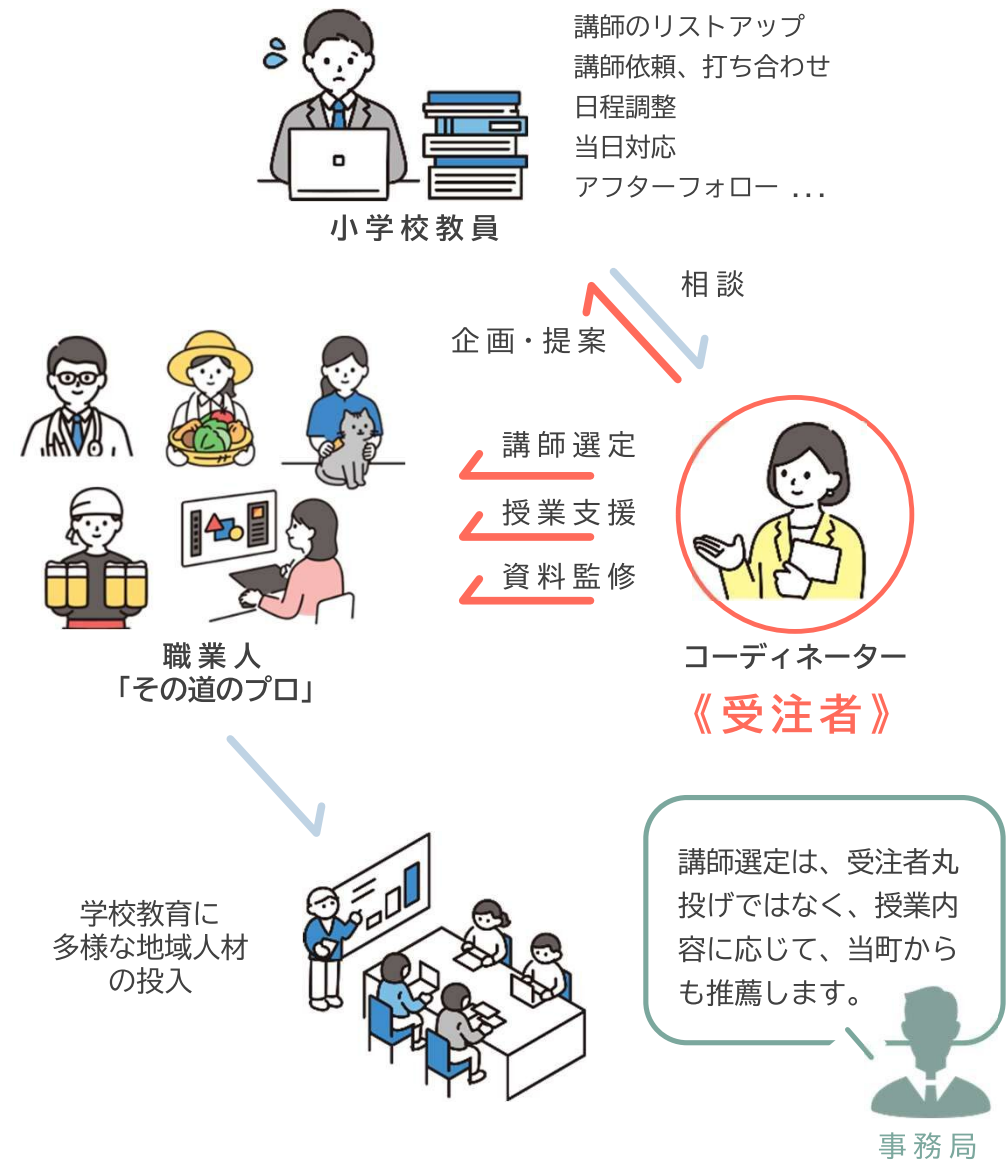 講師のリストアップ
講師依頼、打ち合わせ
日程調整
当日対応
アフターフォロー ...
小学校教員
相談
企画・提案
講師選定
授業支援
資料監修
職業人
「その道のプロ」
コーディネーター
《受注者》
学校教育に
多様な地域人材
の投入
講師選定は、受注者丸
投げではなく、授業内
容に応じて、当町から
も推薦します。
事務局